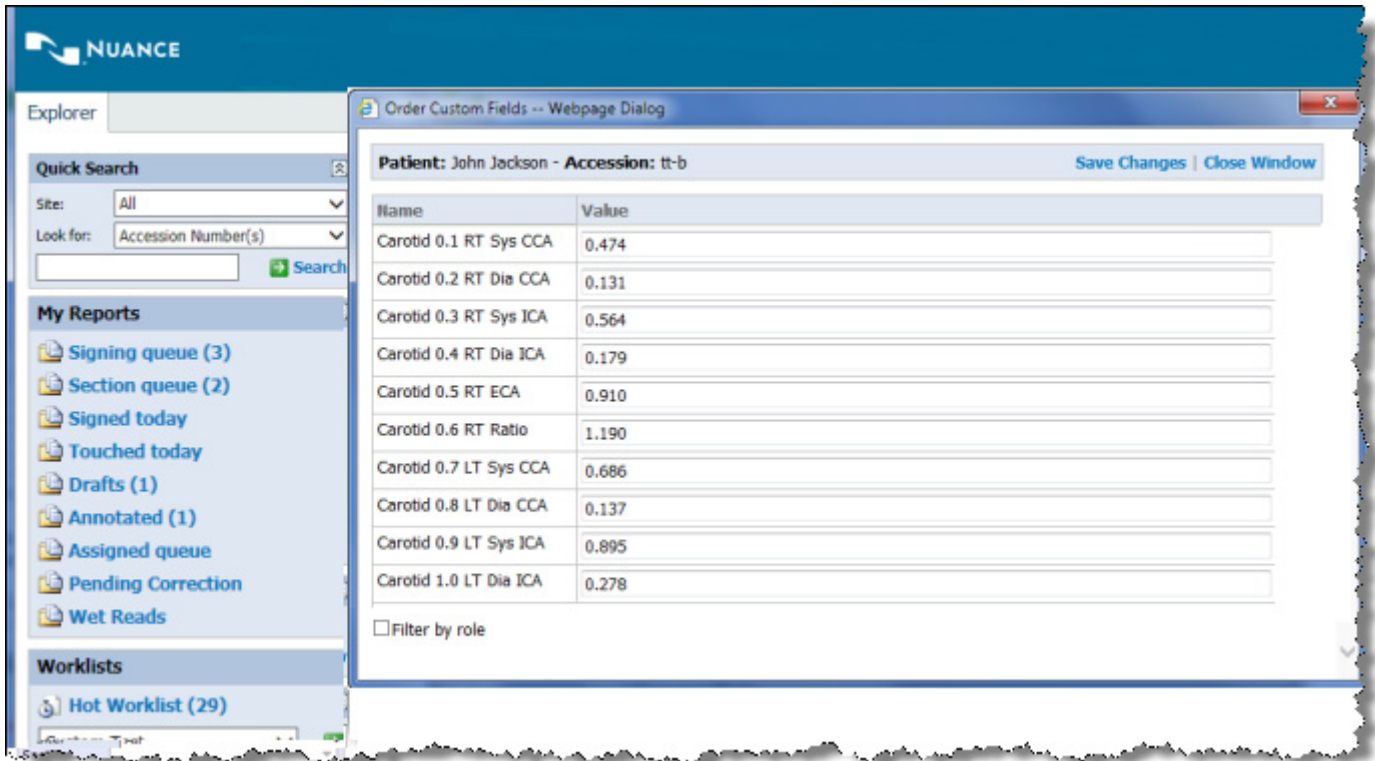 NUANCE
Explorer
Quick Search
Site: All
Look for: Accession Number(s)
Search
My Reports
Signing queue (3)
Section queue (2)
Signed today
Touched today
Drafts (1)
Annotated (1)
Assigned queue
Pending Correction
Wet Reads
Worklists
Hot Worklist (29)
Order Custom Fields -- Webpage Dialog
Patient: John Jackson - Accession: tt-b Save Changes | Close Window
Name Value
Carotid 0.1 RT Sys CCA 0.474
Carotid 0.2 RT Dia CCA 0.131
Carotid 0.3 RT Sys ICA 0.564
Carotid 0.4 RT Dia ICA 0.179
Carotid 0.5 RT ECA 0.910
Carotid 0.6 RT Ratio 1.190
Carotid 0.7 LT Sys CCA 0.686
Carotid 0.8 LT Dia CCA 0.137
Carotid 0.9 LT Sys ICA 0.895
Carotid 1.0 LT Dia ICA 0.278
Filter by role